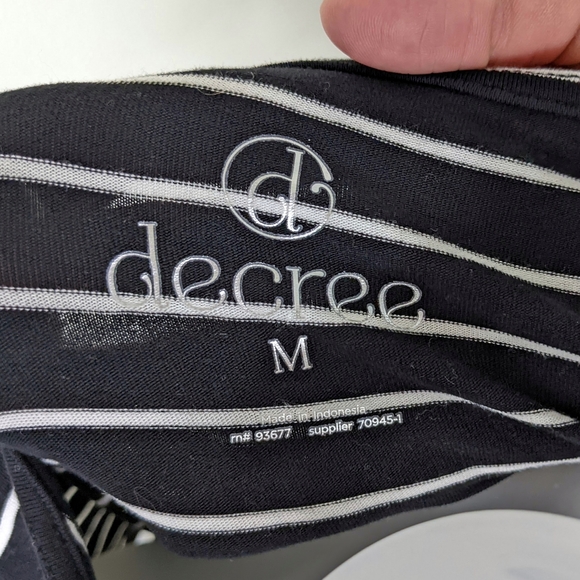 d
decree
M
Made in Indonesia
rn# 93677 supplier 70945-1